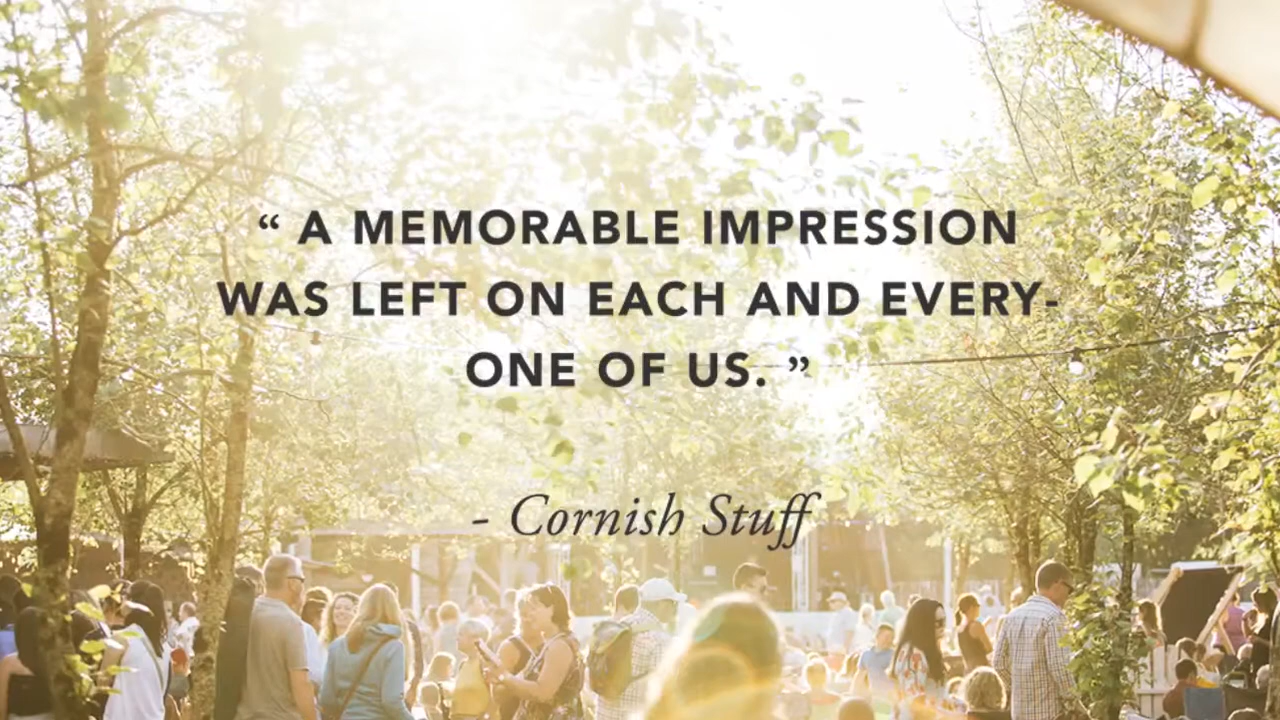 “ A MEMORABLE IMPRESSION
WAS LEFT ON EACH AND EVERY-
ONE OF US. ”
- Cornish Stuff